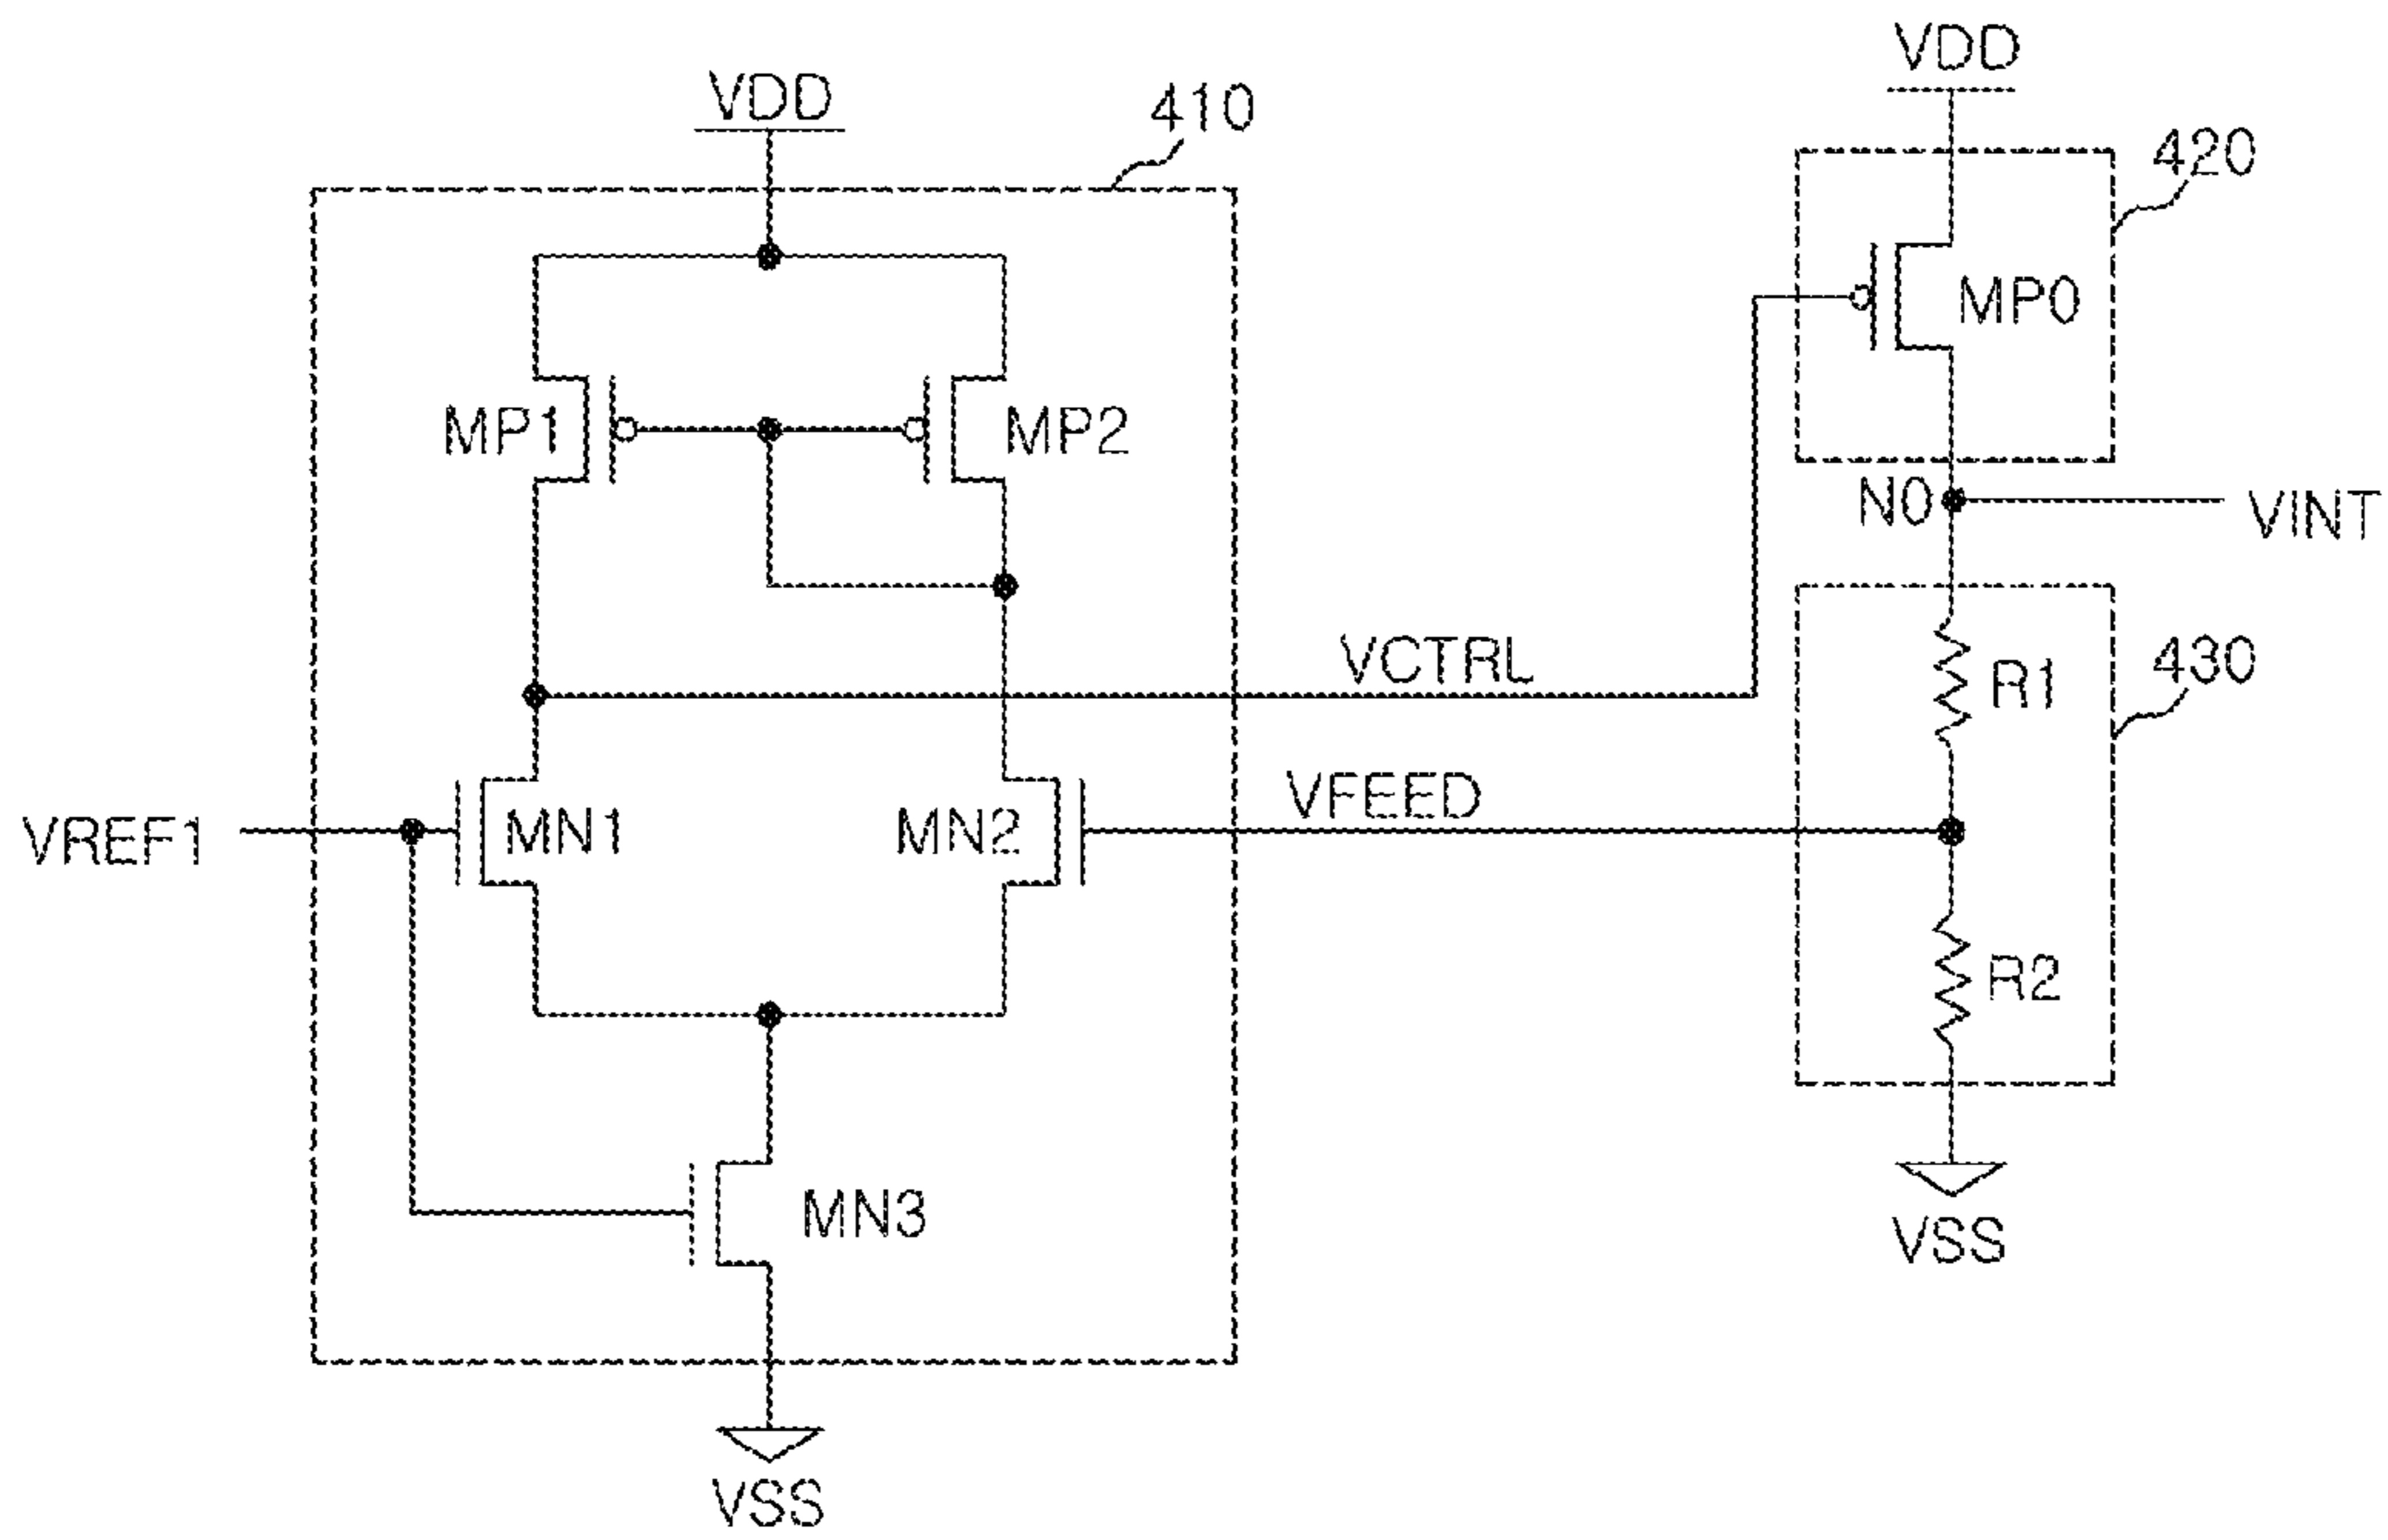 VDD
410
VDD
420
MP0
MP1
MP2
N0
VINT
VCTRL
R1
430
VREF1
MN1
MN2
VFEED
R2
MN3
VSS
VSS